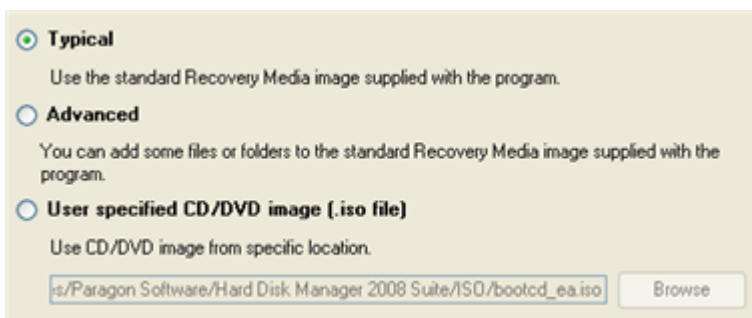 Typical
Use the standard Recovery Media image supplied with the program.
Advanced
You can add some files or folders to the standard Recovery Media image supplied with the
program.
User specified CD/DVD image (.iso file)
Use CD/DVD image from specific location.
s/Paragon Software/Hard Disk Manager 2008 Suite/ISO/bootcd_ea.iso
Browse